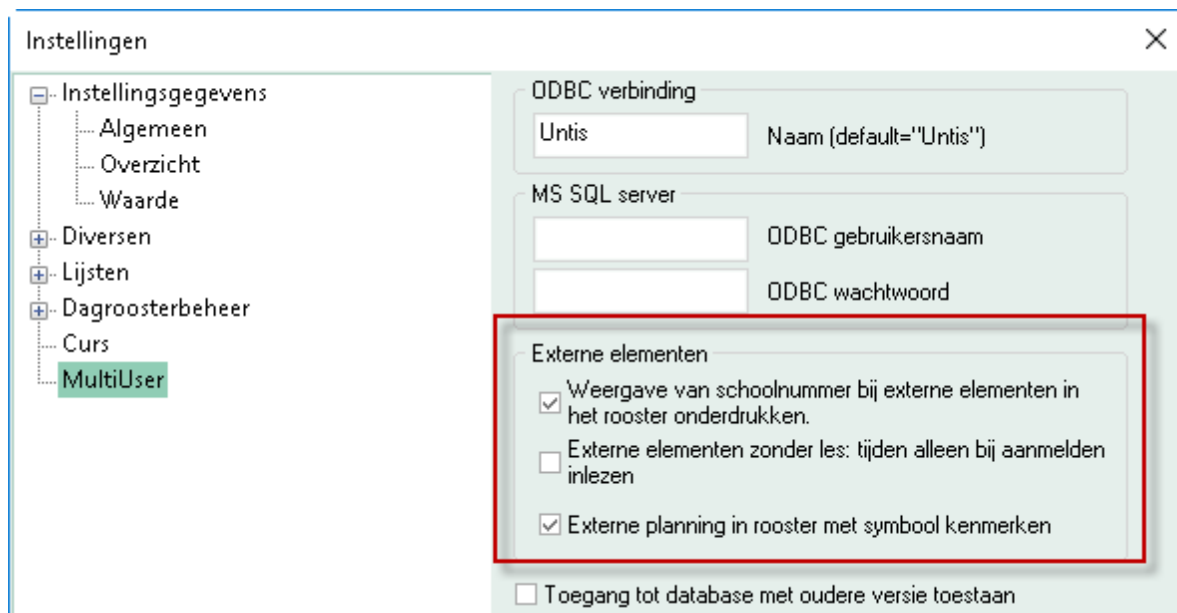 Instellingen
Instellingsgegevens
Algemeen
Overzicht
Waarde
Diversen
Lijsten
Dagroosterbeheer
Curs
MultiUser
ODBC verbinding
Untis
Naam (default="Untis")
MS SQL server
ODBC gebruikersnaam
ODBC wachtwoord
Externe elementen
Weergave van schoolnummer bij externe elementen in
het rooster onderdrukken.
Externe elementen zonder les: tijden alleen bij aanmelden
inlezen
Externe planning in rooster met symbool kenmerken
Toegang tot database met oudere versie toestaan